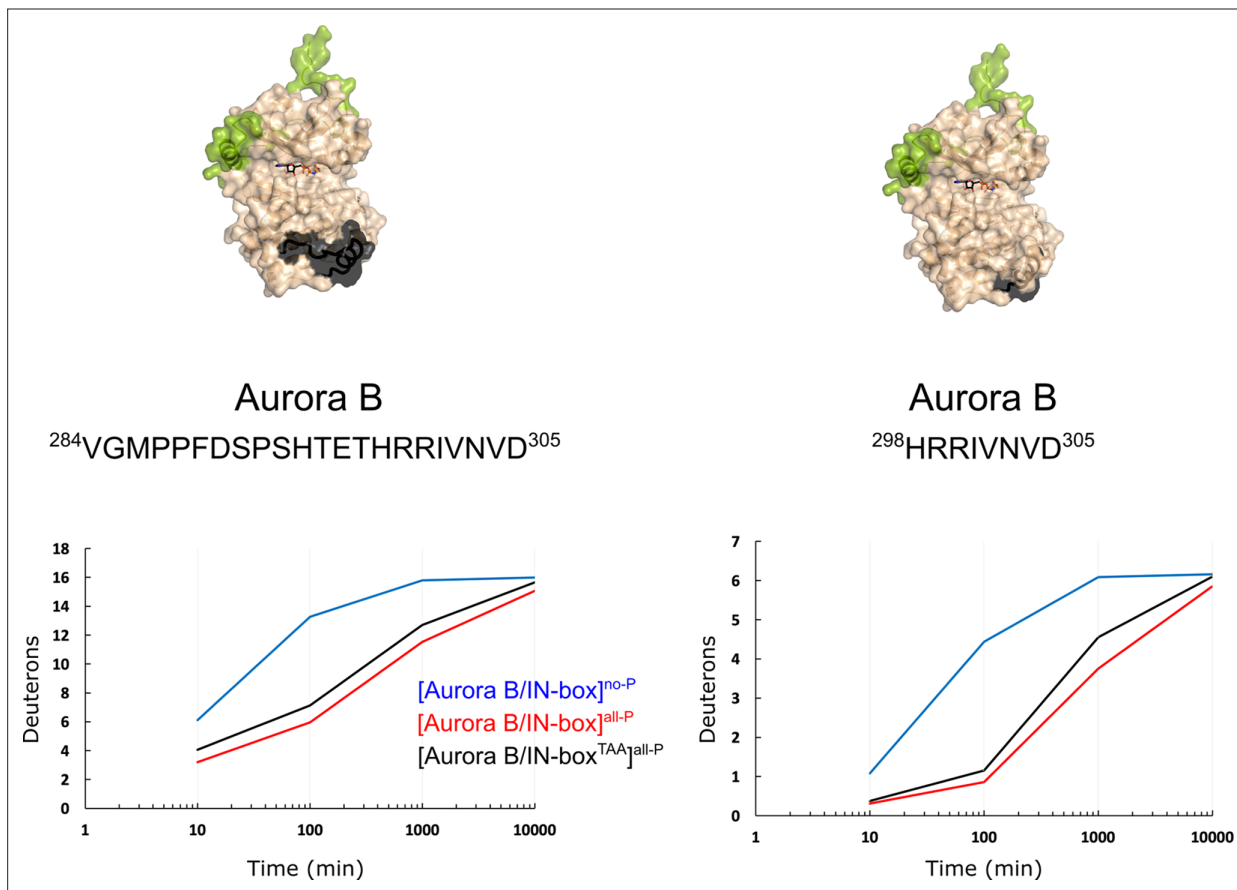 Aurora B
²⁸⁴VGMPPFDSPSHTETHRRIVNVD³⁰⁵
Deuterons
18
16
14
12
10
8
6
4
2
0
1
10
100
1000
10000
Time (min)
[Aurora B/IN-box]ⁿᵒ⁻ᴾ
[Aurora B/IN-box]ᵃˡˡ⁻ᴾ
[Aurora B/IN-boxᵀᴬᴬ]ᵃˡˡ⁻ᴾ
Aurora B
²⁹⁸HRRIVNVD³⁰⁵
Deuterons
7
6
5
4
3
2
1
0
1
10
100
1000
10000
Time (min)